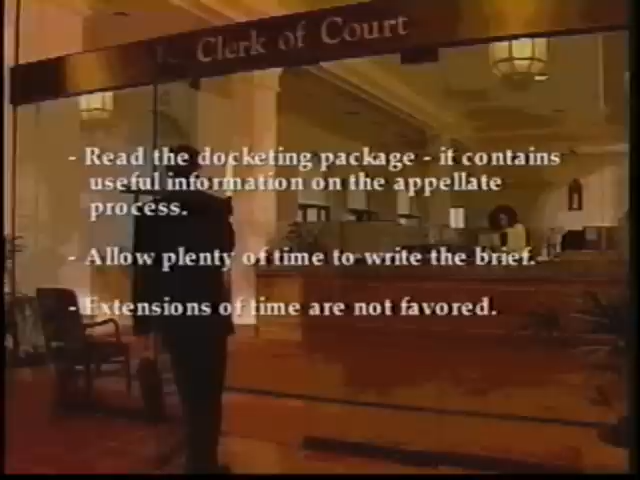 Clerk of Court
- Read the docketing package - it contains
useful information on the appellate
process.
- Allow plenty of time to write the brief.
- Extensions of time are not favored.